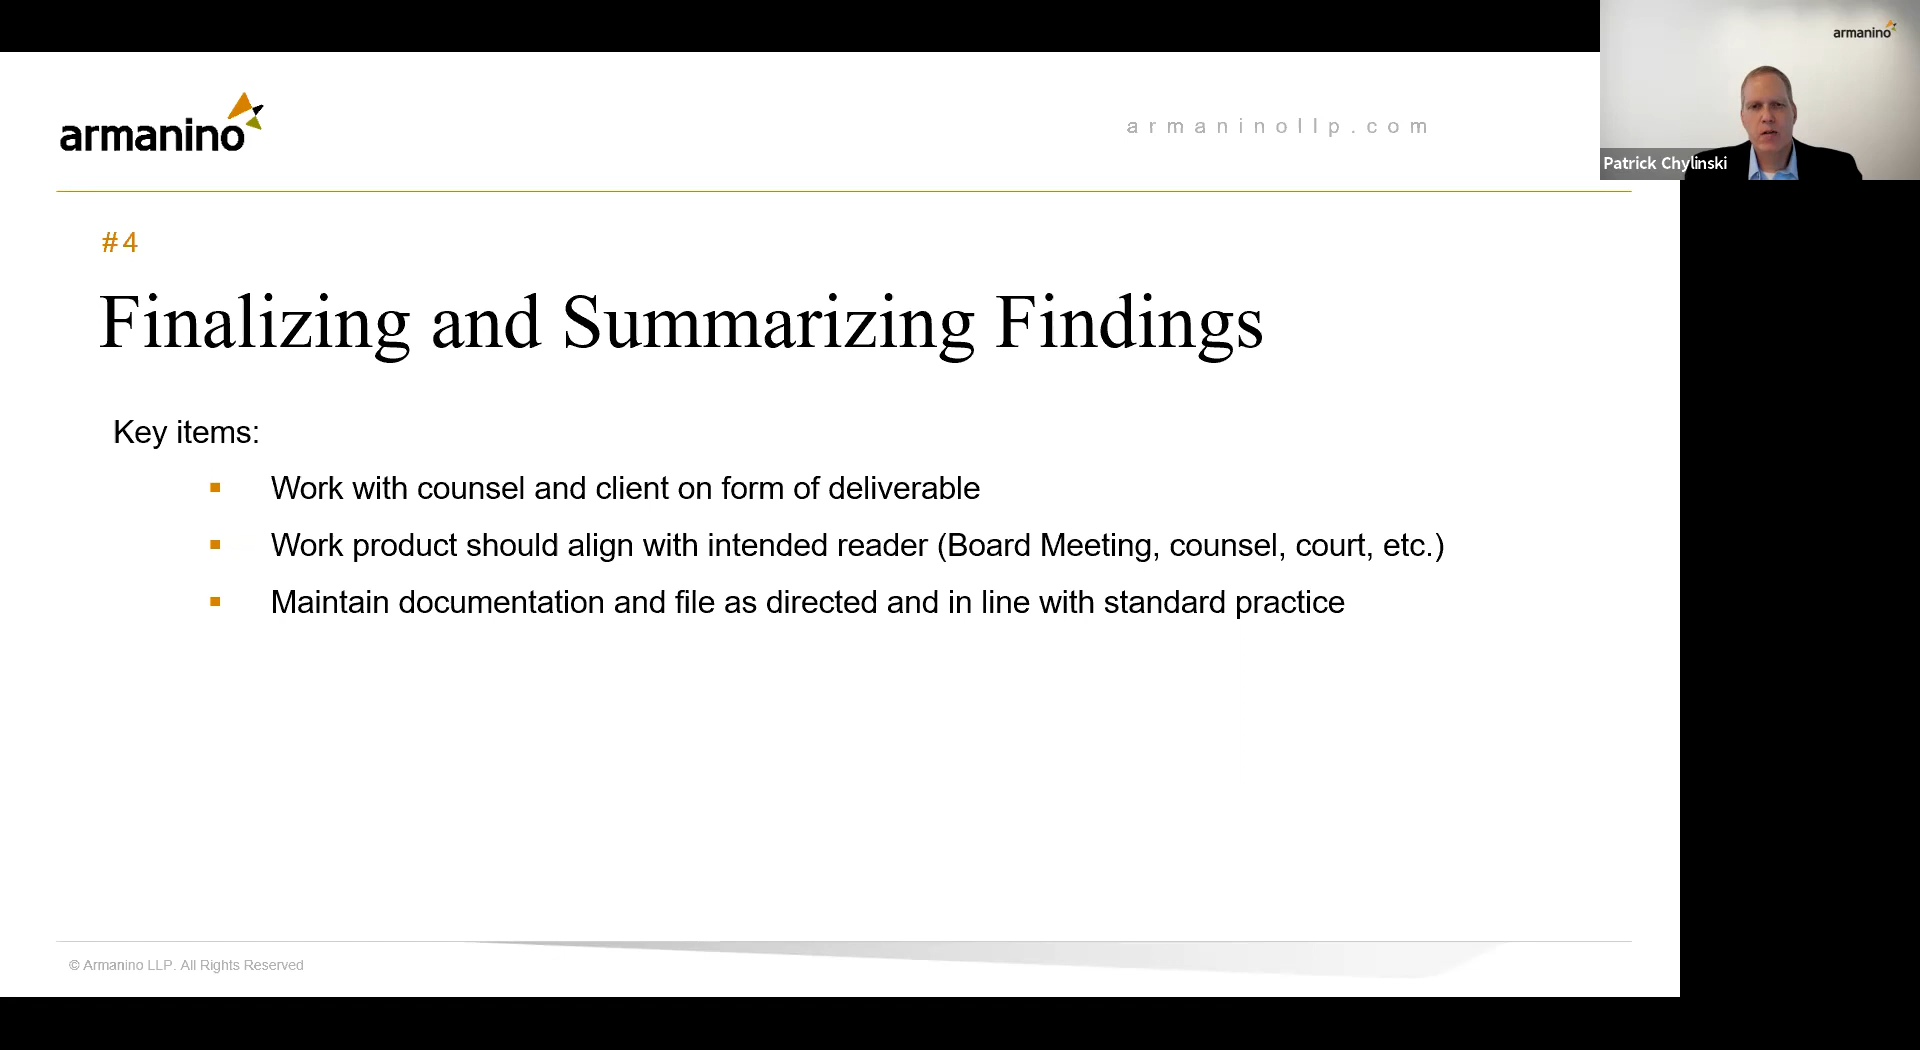 armanino
armaninollp.com
armanino
Patrick Chylinski
#4
Finalizing and Summarizing Findings
Key items:
Work with counsel and client on form of deliverable
Work product should align with intended reader (Board Meeting, counsel, court, etc.)
Maintain documentation and file as directed and in line with standard practice
© Armanino LLP. All Rights Reserved